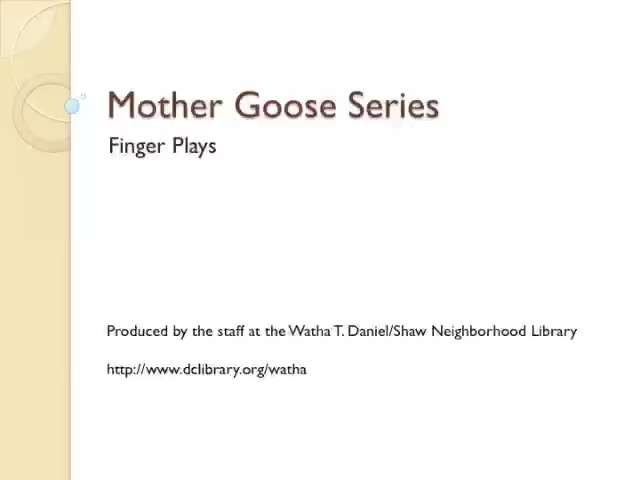 Mother Goose Series
Finger Plays
Produced by the staff at the Watha T. Daniel/Shaw Neighborhood Library
http://www.dclibrary.org/watha